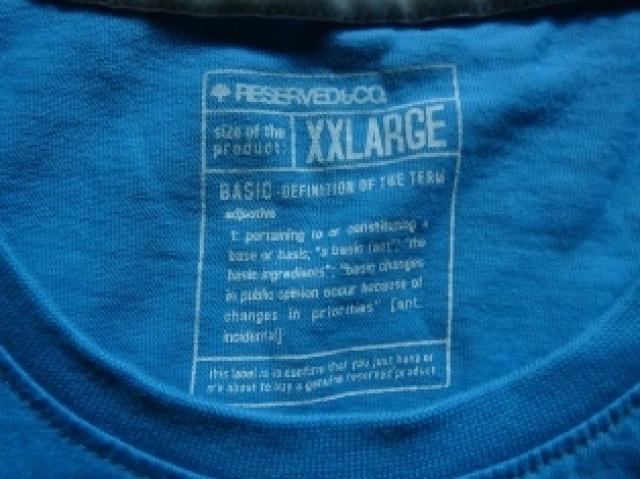 RESERVED&CO.
size of the
product:
XXLARGE
BASIC - DEFINITION OF THE TERM
adjective
1: pertaining to or constituting a
base or basis, "a basic fact"; "the
basic ingredients"; "basic changes
in public opinion occur because of
changes in priorities" [ant.
incidental]
this label is to confirm that you just have or
are about to buy a genuine reserved product